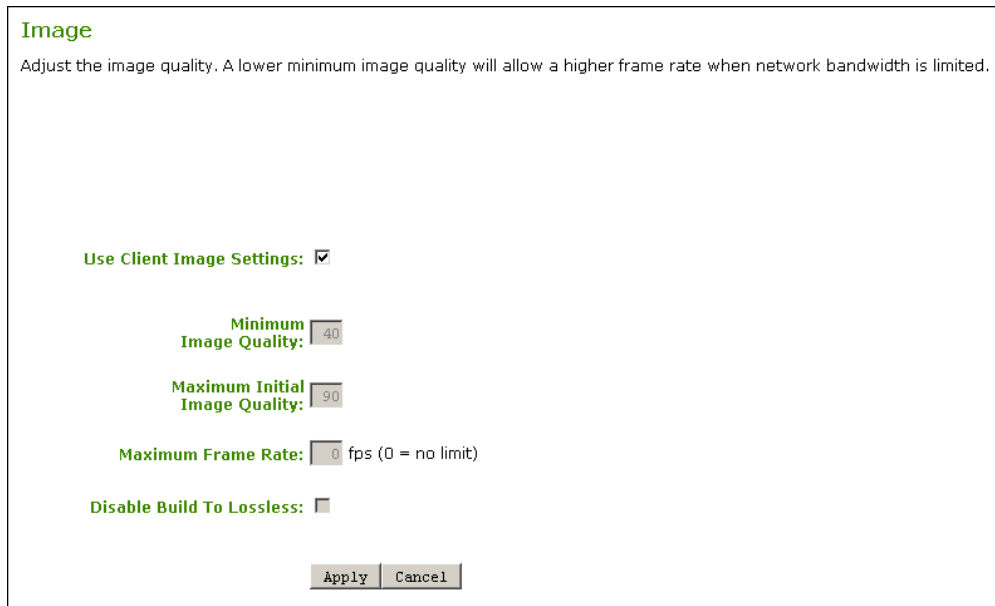 Image
Adjust the image quality. A lower minimum image quality will allow a higher frame rate when network bandwidth is limited.
Use Client Image Settings:
Minimum
Image Quality: 40
Maximum Initial
Image Quality: 90
Maximum Frame Rate: 0 fps (0 = no limit)
Disable Build To Lossless:
Apply Cancel